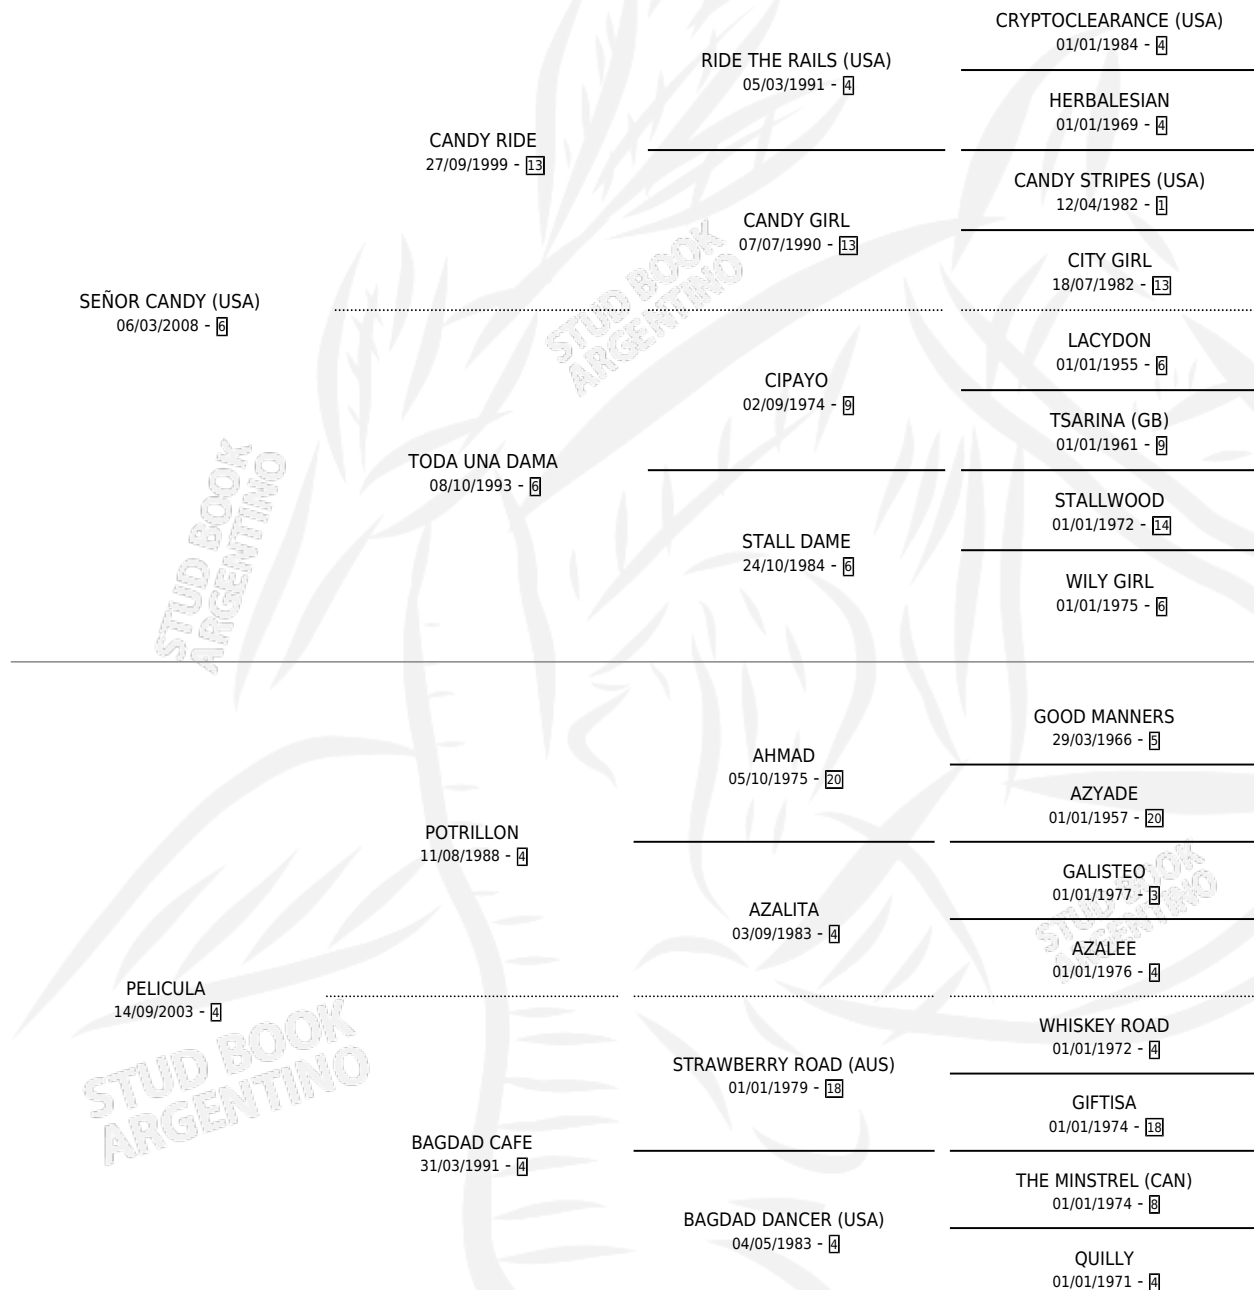 CRYPTOCLEARANCE (USA)
01/01/1984 - 4
RIDE THE RAILS (USA)
05/03/1991 - 4
HERBALESIAN
01/01/1969 - 4
CANDY RIDE
27/09/1999 - 13
CANDY STRIPES (USA)
12/04/1982 - 1
CANDY GIRL
07/07/1990 - 13
CITY GIRL
18/07/1982 - 13
SEÑOR CANDY (USA)
06/03/2008 - 6
LACYDON
01/01/1955 - 6
CIPAYO
02/09/1974 - 9
TSARINA (GB)
01/01/1961 - 9
TODA UNA DAMA
08/10/1993 - 6
STALLWOOD
01/01/1972 - 14
STALL DAME
24/10/1984 - 6
WILY GIRL
01/01/1975 - 6
GOOD MANNERS
29/03/1966 - 5
AHMAD
05/10/1975 - 20
AZYADE
01/01/1957 - 20
POTRILLON
11/08/1988 - 4
GALISTEO
01/01/1977 - 3
AZALITA
03/09/1983 - 4
AZALEE
01/01/1976 - 4
PELICULA
14/09/2003 - 4
WHISKEY ROAD
01/01/1972 - 4
STRAWBERRY ROAD (AUS)
01/01/1979 - 18
GIFTISA
01/01/1974 - 18
BAGDAD CAFE
31/03/1991 - 4
THE MINSTREL (CAN)
01/01/1974 - 8
BAGDAD DANCER (USA)
04/05/1983 - 4
QUILLY
01/01/1971 - 4
STUD BOOK
ARGENTINO
STUD BOOK
ARGENTINO
STUD BOOK
ARGENTINO
STUD BOOK
ARGENTINO